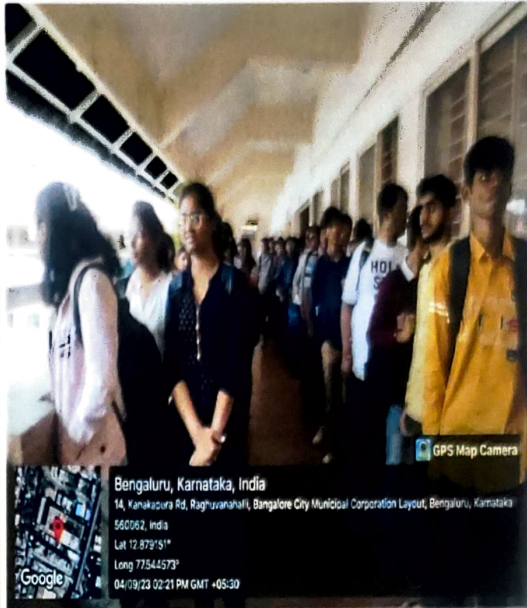 HOL
S
GPS Map Camera
Bengaluru, Karnataka, India
14, Kanakapura Rd, Raghuvanahalli, Bangalore City Municipal Corporation Layout, Bengaluru, Karnataka
560062, India
Lat 12.879151°
Long 77.544573°
04/09/23 02:21 PM GMT +05:30
Google